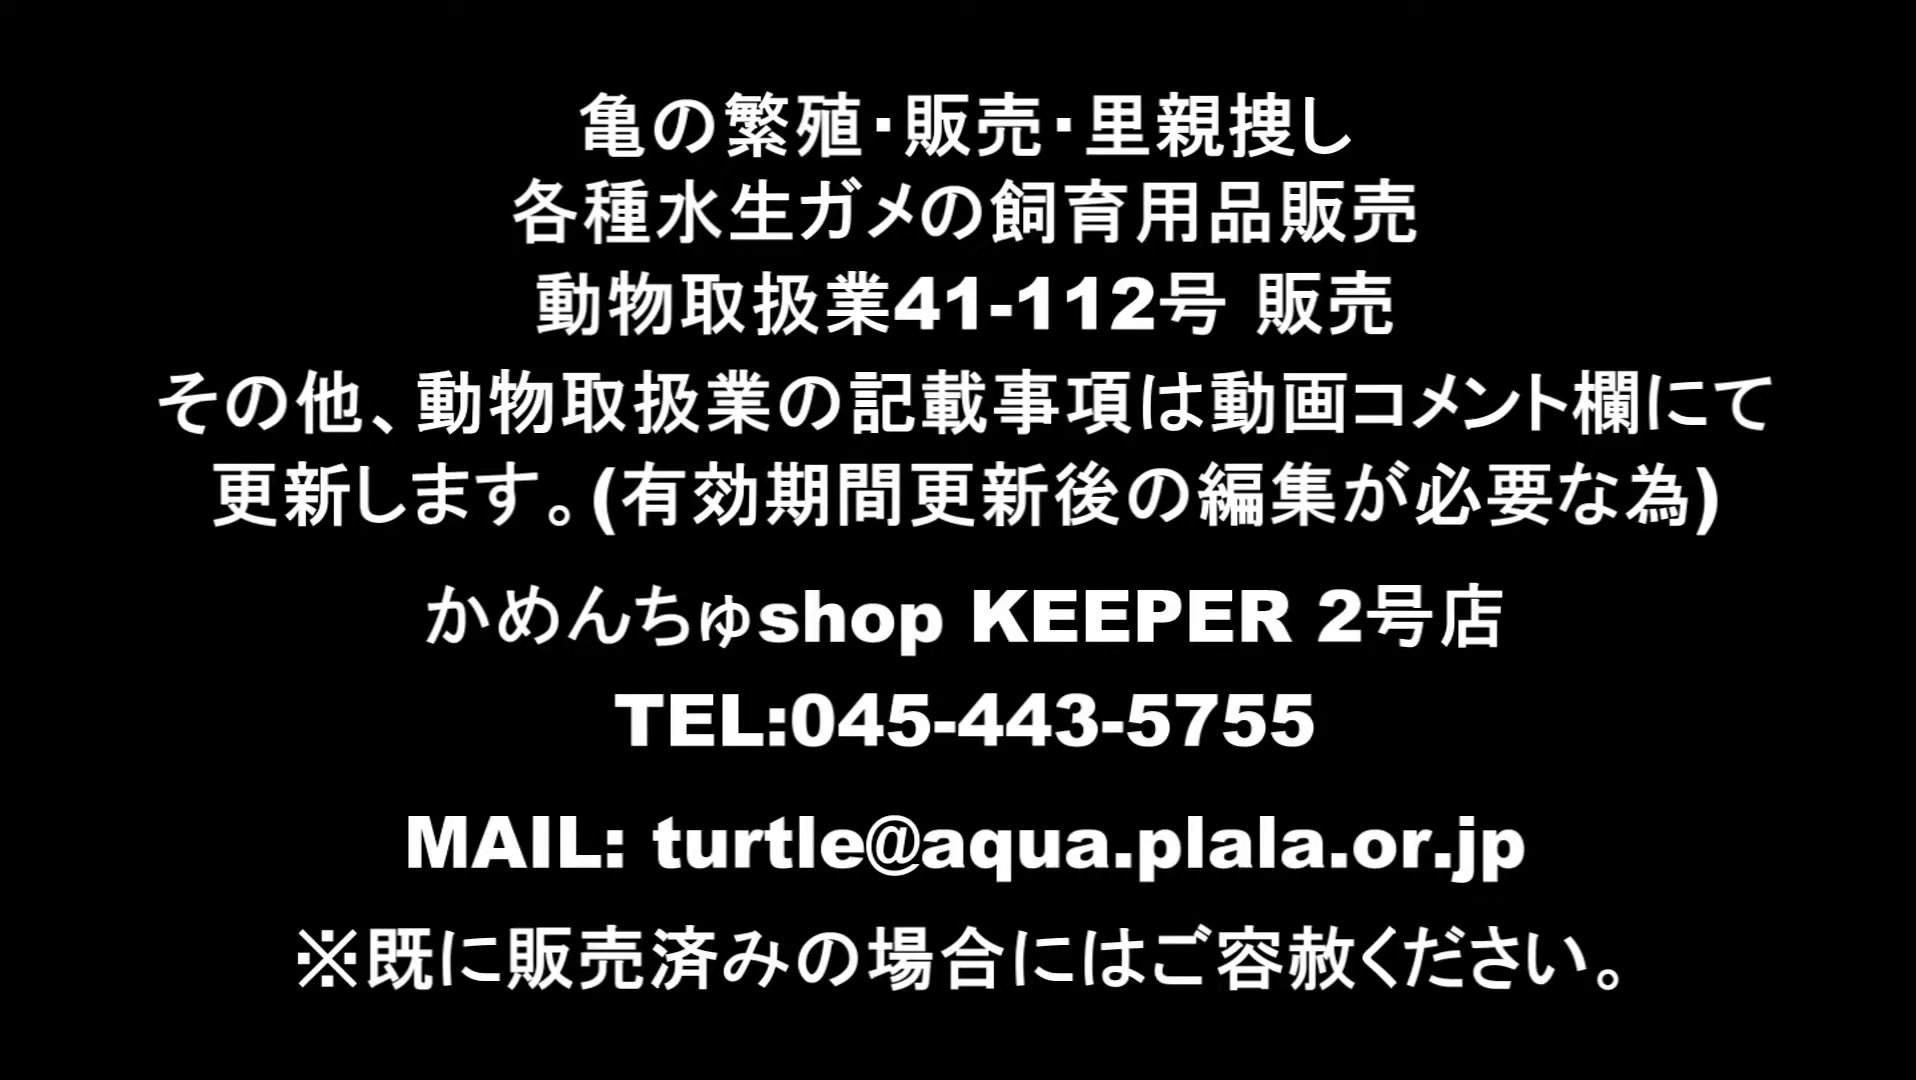 亀の繁殖・販売・里親捜し
各種水生ガメの飼育用品販売
動物取扱業41-112号 販売
その他、動物取扱業の記載事項は動画コメント欄にて
更新します。(有効期間更新後の編集が必要な為)
かめんちゅshop KEEPER 2号店
TEL:045-443-5755
MAIL: turtle@aqua.plala.or.jp
※既に販売済みの場合にはご容赦ください。